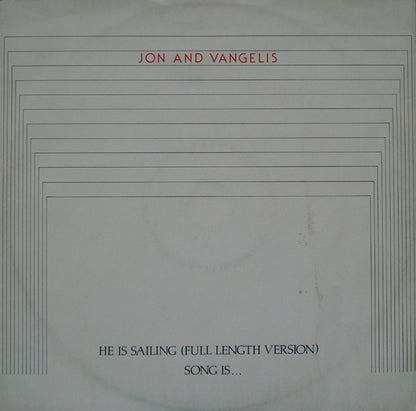 JON AND VANGELIS
HE IS SAILING (FULL LENGTH VERSION)
SONG IS...